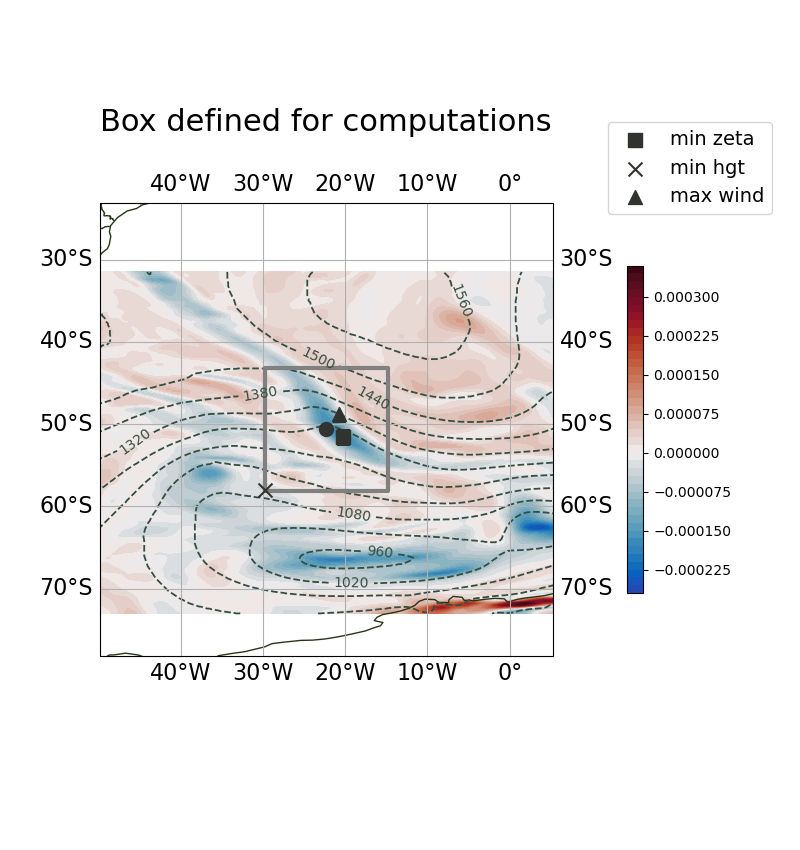 Box defined for computations
min zeta
min hgt
max wind
40°W 30°W 20°W 10°W 0°
30°S 30°S
40°S 40°S
50°S 50°S
60°S 60°S
70°S 70°S
40°W 30°W 20°W 10°W 0°
1560
1500
1440
1380
1320
1080
960
1020
0.000300
0.000225
0.000150
0.000075
0.000000
−0.000075
−0.000150
−0.000225